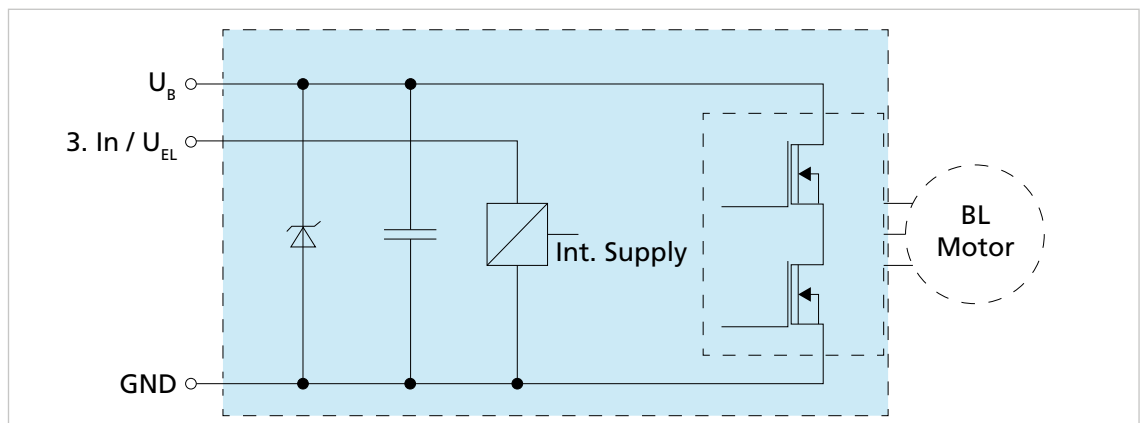 U_B
3. In / U_EL
Int. Supply
BL
Motor
GND